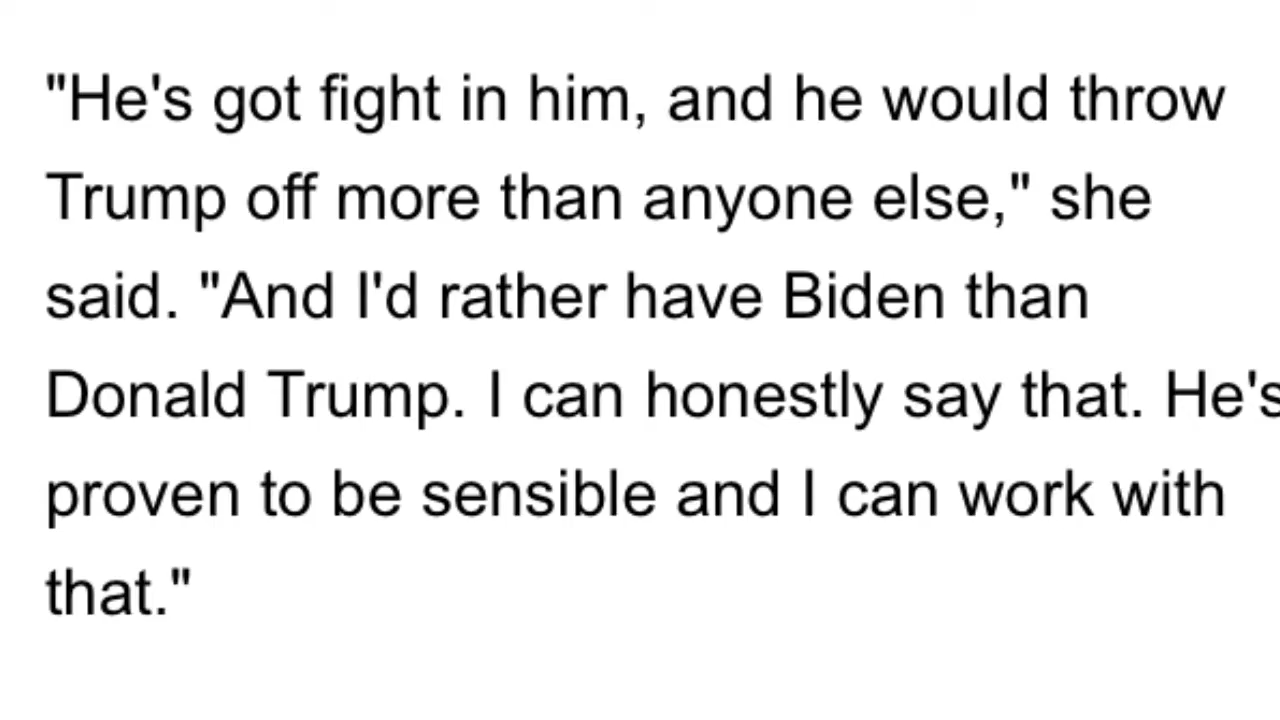 "He's got fight in him, and he would throw
Trump off more than anyone else," she
said. "And I'd rather have Biden than
Donald Trump. I can honestly say that. He's
proven to be sensible and I can work with
that."